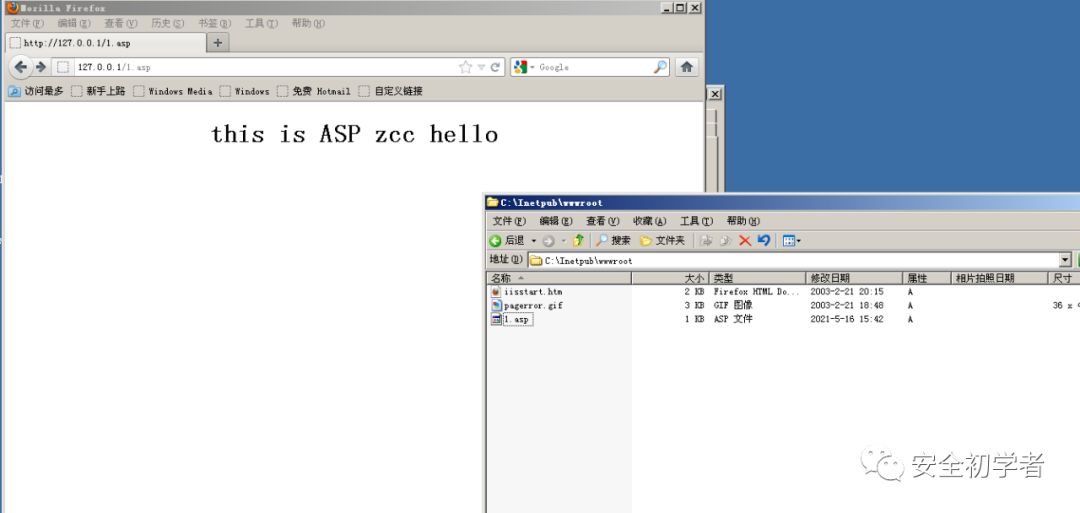 Mozilla Firefox
文件(F) 编辑(E) 查看(V) 历史(S) 书签(B) 工具(T) 帮助(H)
http://127.0.0.1/1.asp
127.0.0.1/1.asp
Google
访问最多 新手上路 Windows Media Windows 免费 Hotmail 自定义链接
this is ASP zcc hello
C:\Inetpub\wwwroot
文件(F) 编辑(E) 查看(V) 收藏(A) 工具(T) 帮助(H)
后退 搜索 文件夹
地址(D) C:\Inetpub\wwwroot
名称 大小 类型 修改日期 属性 相片拍照日期 尺寸
iisstart.htm 2 KB Firefox HTML Do... 2003-2-21 20:15 A
pagerror.gif 3 KB GIF 图像 2003-2-21 18:48 A 36 x
1.asp 1 KB ASP 文件 2021-5-16 15:42 A
安全初学者